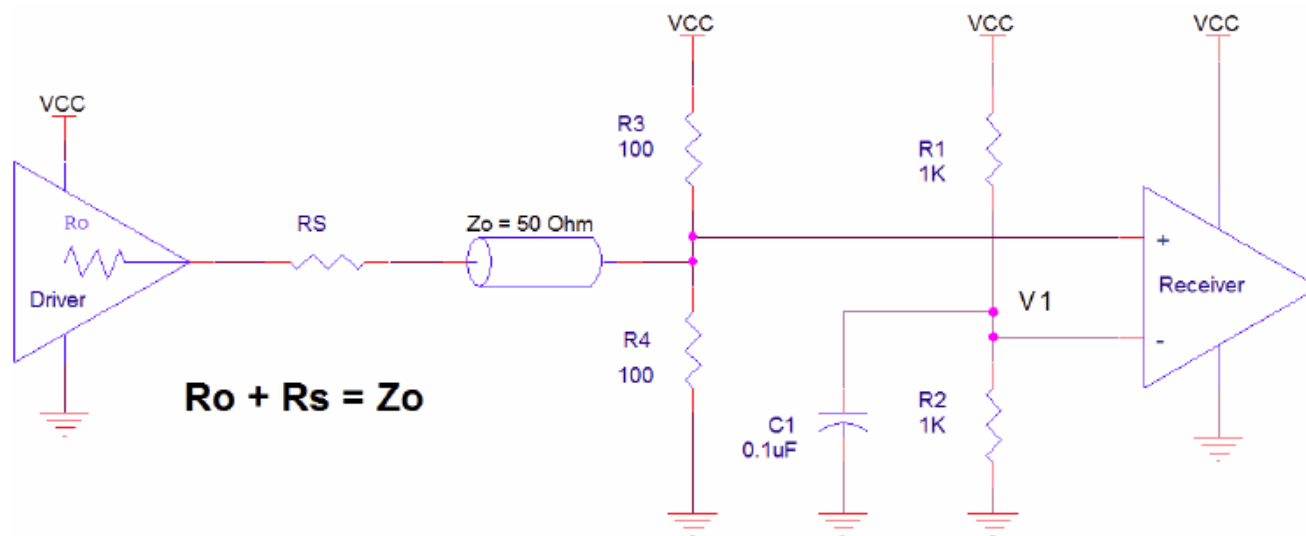 VCC
VCC
VCC
VCC
R3
100
R1
1K
Ro
RS
Zo = 50 Ohm
+
Driver
Receiver
V1
R4
100
-
Ro + Rs = Zo
C1
0.1uF
R2
1K